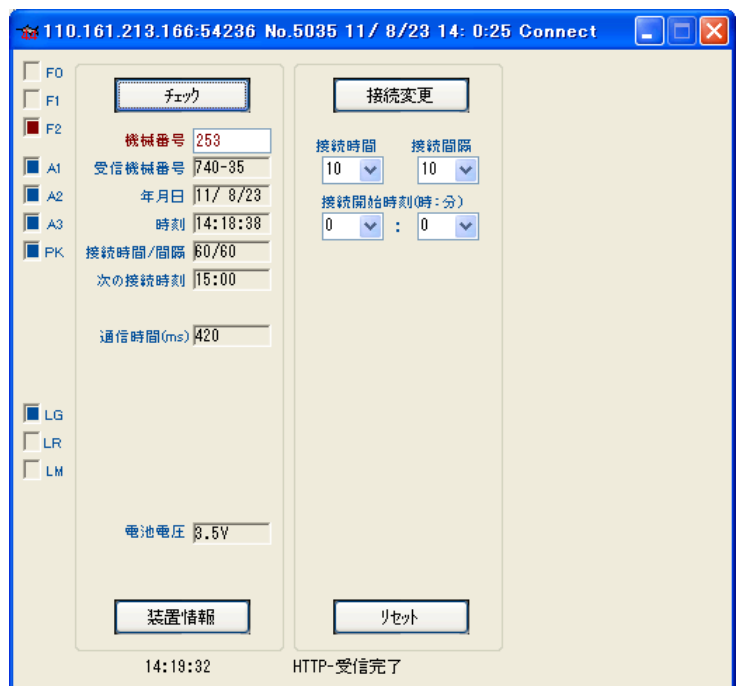 110.161.213.166:54236 No.5035 11/ 8/23 14: 0:25 Connect
F0
F1
F2
A1
A2
A3
PK
LG
LR
LM
チェック
機械番号 253
受信機械番号 740-35
年月日 11/ 8/23
時刻 14:18:38
接続時間/間隔 60/60
次の接続時刻 15:00
通信時間(ms) 420
電池電圧 3.5V
装置情報
接続変更
接続時間 接続間隔
10 10
接続開始時刻(時:分)
0 : 0
リセット
14:19:32 HTTP-受信完了